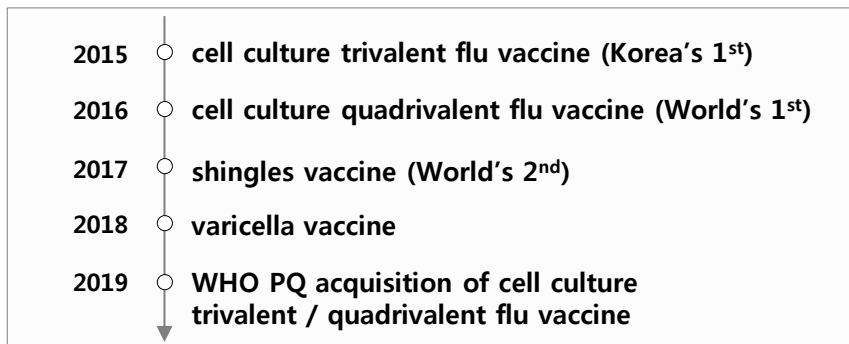 2015 cell culture trivalent flu vaccine (Korea's 1st)
2016 cell culture quadrivalent flu vaccine (World's 1st)
2017 shingles vaccine (World's 2nd)
2018 varicella vaccine
2019 WHO PQ acquisition of cell culture
trivalent / quadrivalent flu vaccine